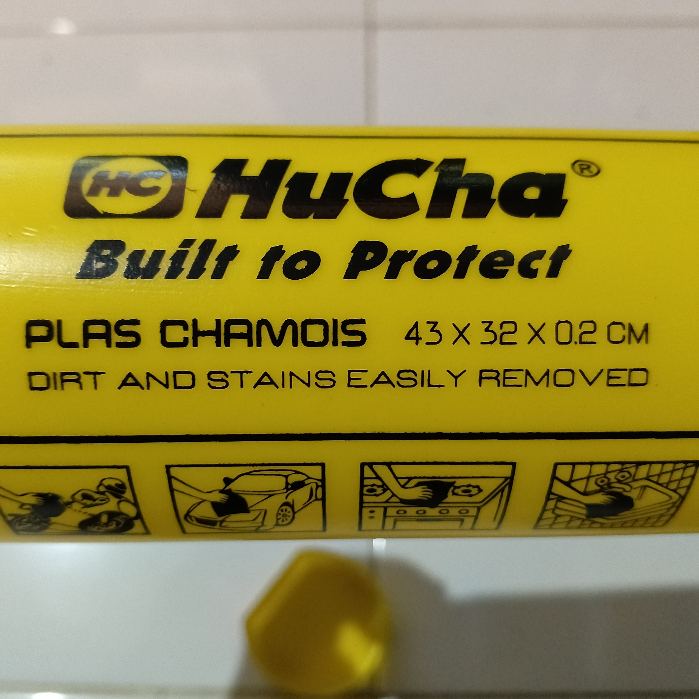 HC HuCha®
Built to Protect
PLAS CHAMOIS 43 X 32 X 0.2 CM
DIRT AND STAINS EASILY REMOVED